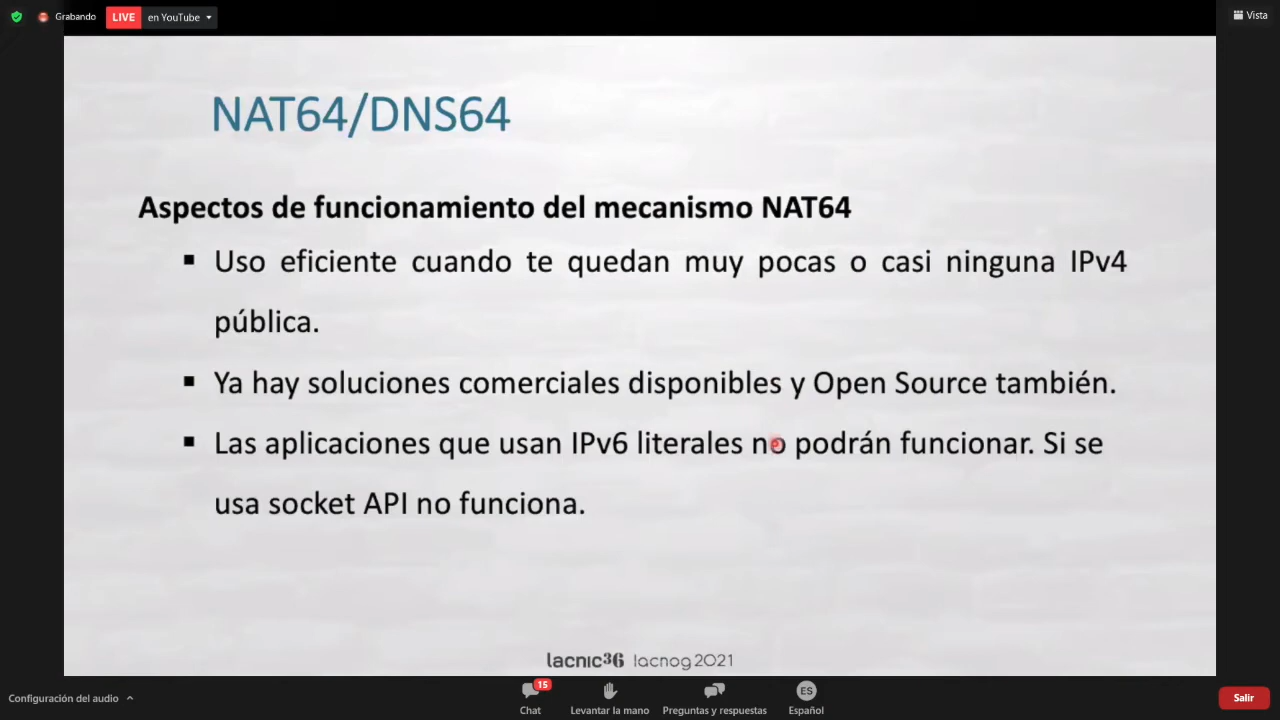 Grabando
LIVE en YouTube
Vista
NAT64/DNS64
Aspectos de funcionamiento del mecanismo NAT64
Uso eficiente cuando te quedan muy pocas o casi ninguna IPv4
pública.
Ya hay soluciones comerciales disponibles y Open Source también.
Las aplicaciones que usan IPv6 literales no podrán funcionar. Si se
usa socket API no funciona.
lacnic36 lacnog2021
Configuración del audio
15
Chat
Levantar la mano
Preguntas y respuestas
ES
Español
Salir